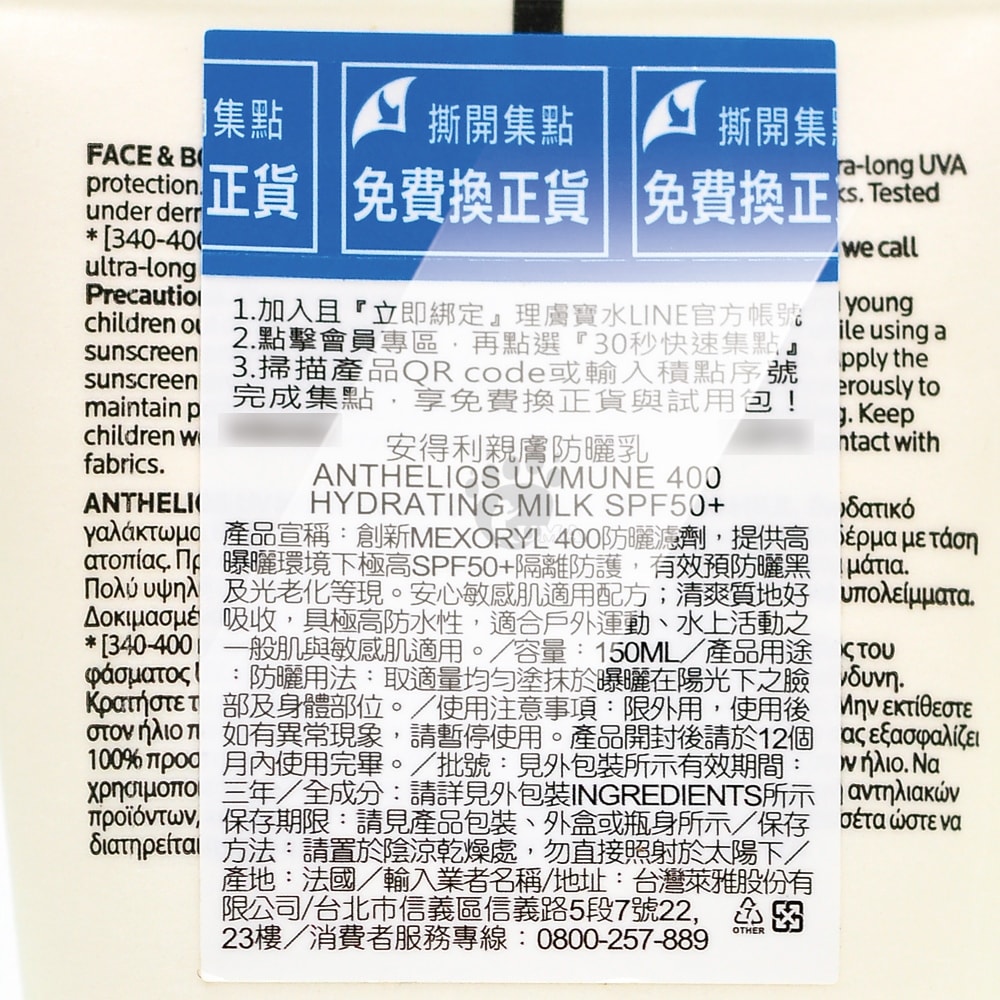 撕開集點
免費換正貨
集點
正貨
撕開集
免費換正
1.加入且『立即綁定』理膚寶水LINE官方帳號
2.點擊會員專區，再點選『30秒快速集點』
3.掃描產品QR code或輸入積點序號
完成集點，享免費換正貨與試用包！
安得利親膚防曬乳
ANTHELIOS UVMUNE 400
HYDRATING MILK SPF50+
產品宣稱：創新MEXORYL 400防曬濾劑，提供高
曝曬環境下極高SPF50+隔離防護，有效預防曬黑
及光老化等現。安心敏感肌適用配方；清爽質地好
吸收，具極高防水性，適合戶外運動、水上活動之
一般肌與敏感肌適用。／容量：150ML／產品用途
：防曬用法：取適量均勻塗抹於曝曬在陽光下之臉
部及身體部位。／使用注意事項：限外用，使用後
如有異常現象，請暫停使用。產品開封後請於12個
月內使用完畢。／批號：見外包裝所示有效期間：
三年／全成分：請詳見外包裝INGREDIENTS所示
保存期限：請見產品包裝、外盒或瓶身所示／保存
方法：請置於陰涼乾燥處，勿直接照射於太陽下／
產地：法國／輸入業者名稱/地址：台灣萊雅股份有
限公司/台北市信義區信義路5段7號22,
23樓／消費者服務專線：0800-257-889
OTHER
FACE &
protection.
under
*[340-400
ultra-long
children
sunscreen
sunscreen
maintain
children
fabrics.
γαλάκτωμα
ατοπίας.
Πολύ
*[340-400
φάσματος
Κρατήστε
στον ήλιο
100%
προϊόντων,
διατηρείται
ra-long UVA
ks. Tested
we call
young
ile using a
pply the
erously to
g. Keep
ntact with
οδατικό
δέρμα με τάση
μάτια.
υπολείμματα.
ς του
νδυνη.
Μην εκτίθεστε
ας εξασφαλίζει
ον ήλιο. Να
αντηλιακών
σέτα ώστε να